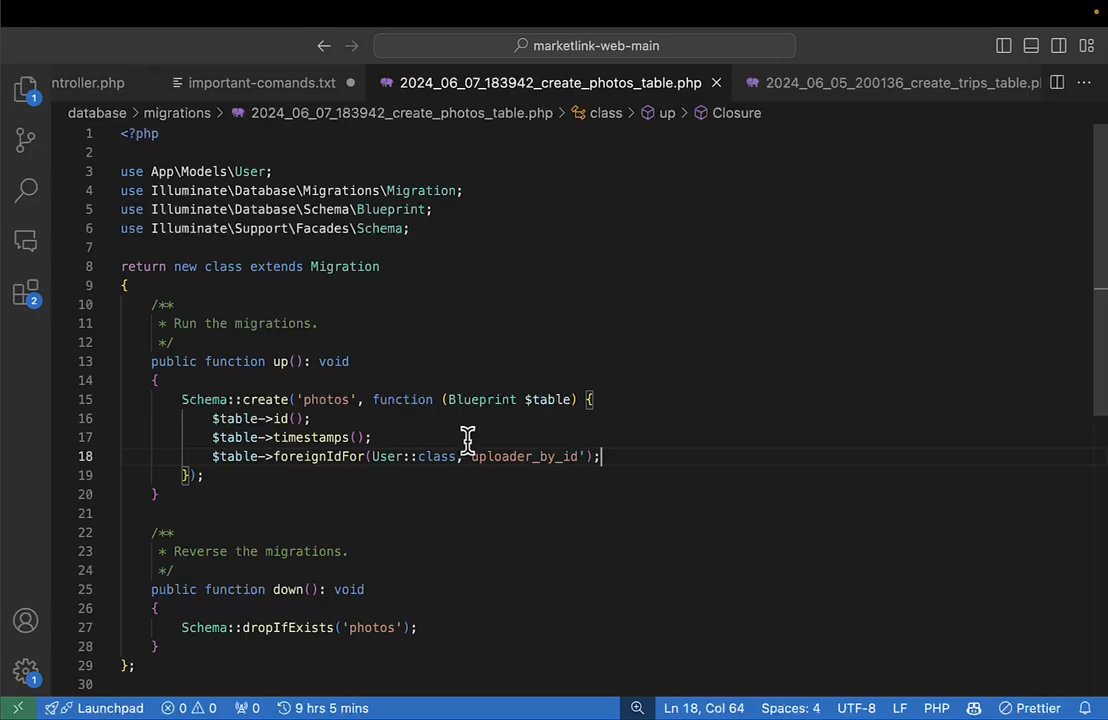 marketlink-web-main
ntroller.php
important-comands.txt
2024_06_07_183942_create_photos_table.php
2024_06_05_200136_create_trips_table.p
database > migrations > 2024_06_07_183942_create_photos_table.php > class > up > Closure
1 <?php
2
3 use App\Models\User;
4 use Illuminate\Database\Migrations\Migration;
5 use Illuminate\Database\Schema\Blueprint;
6 use Illuminate\Support\Facades\Schema;
7
8 return new class extends Migration
9 {
10 /**
11 * Run the migrations.
12 */
13 public function up(): void
14 {
15 Schema::create('photos', function (Blueprint $table) {
16 $table->id();
17 $table->timestamps();
18 $table->foreignIdFor(User::class, 'uploader_by_id');
19 });
20 }
21
22 /**
23 * Reverse the migrations.
24 */
25 public function down(): void
26 {
27 Schema::dropIfExists('photos');
28 }
29 };
30
1
2
1
Launchpad 0 0 0 9 hrs 5 mins Ln 18, Col 64 Spaces: 4 UTF-8 LF PHP Prettier